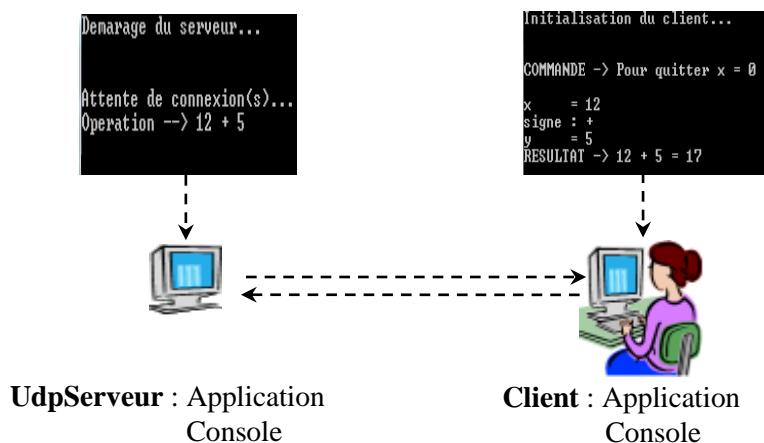 Demarage du serveur...
Attente de connexion(s)...
Operation --> 12 + 5
Initialisation du client...
COMMANDE -> Pour quitter x = 0
x = 12
signe : +
y = 5
RESULTAT -> 12 + 5 = 17
UdpServeur : Application
Console
Client : Application
Console